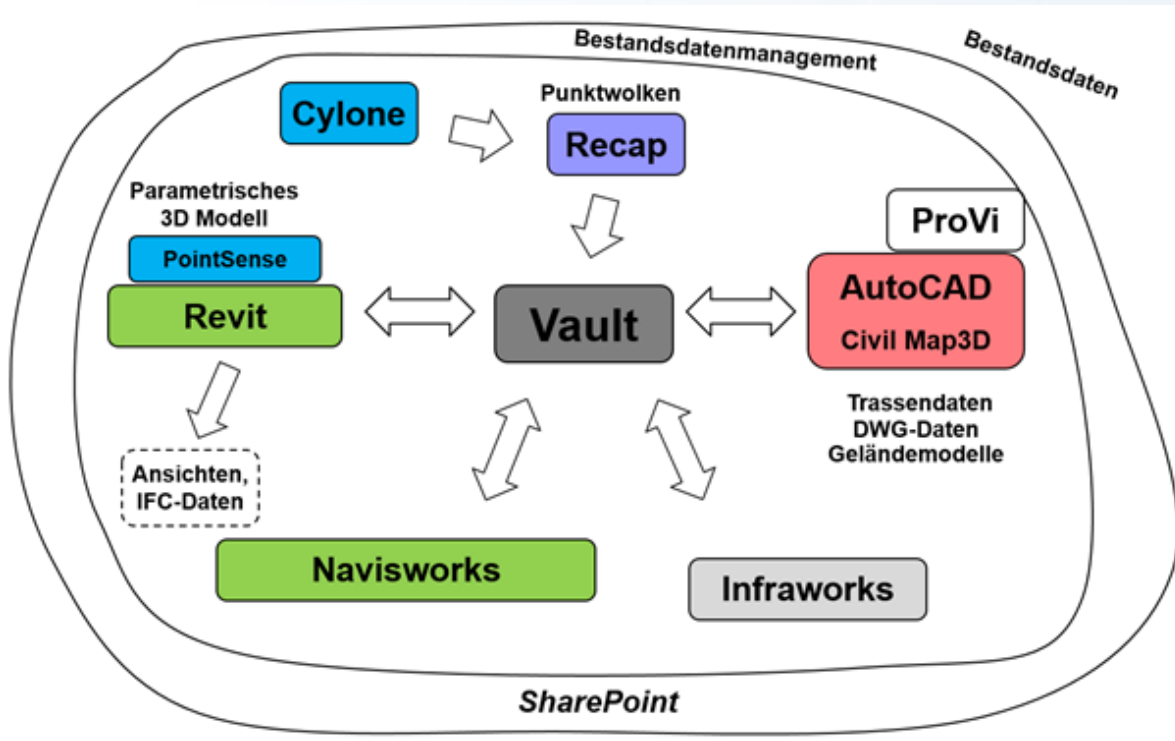 Bestandsdatenmanagement
Bestandsdaten
Cylone
Punktwolken
Recap
Parametrisches
3D Modell
PointSense
Revit
Vault
ProVi
AutoCAD
Civil Map3D
Trassendaten
DWG-Daten
Geländemodelle
Ansichten,
IFC-Daten
Navisworks
Infraworks
SharePoint